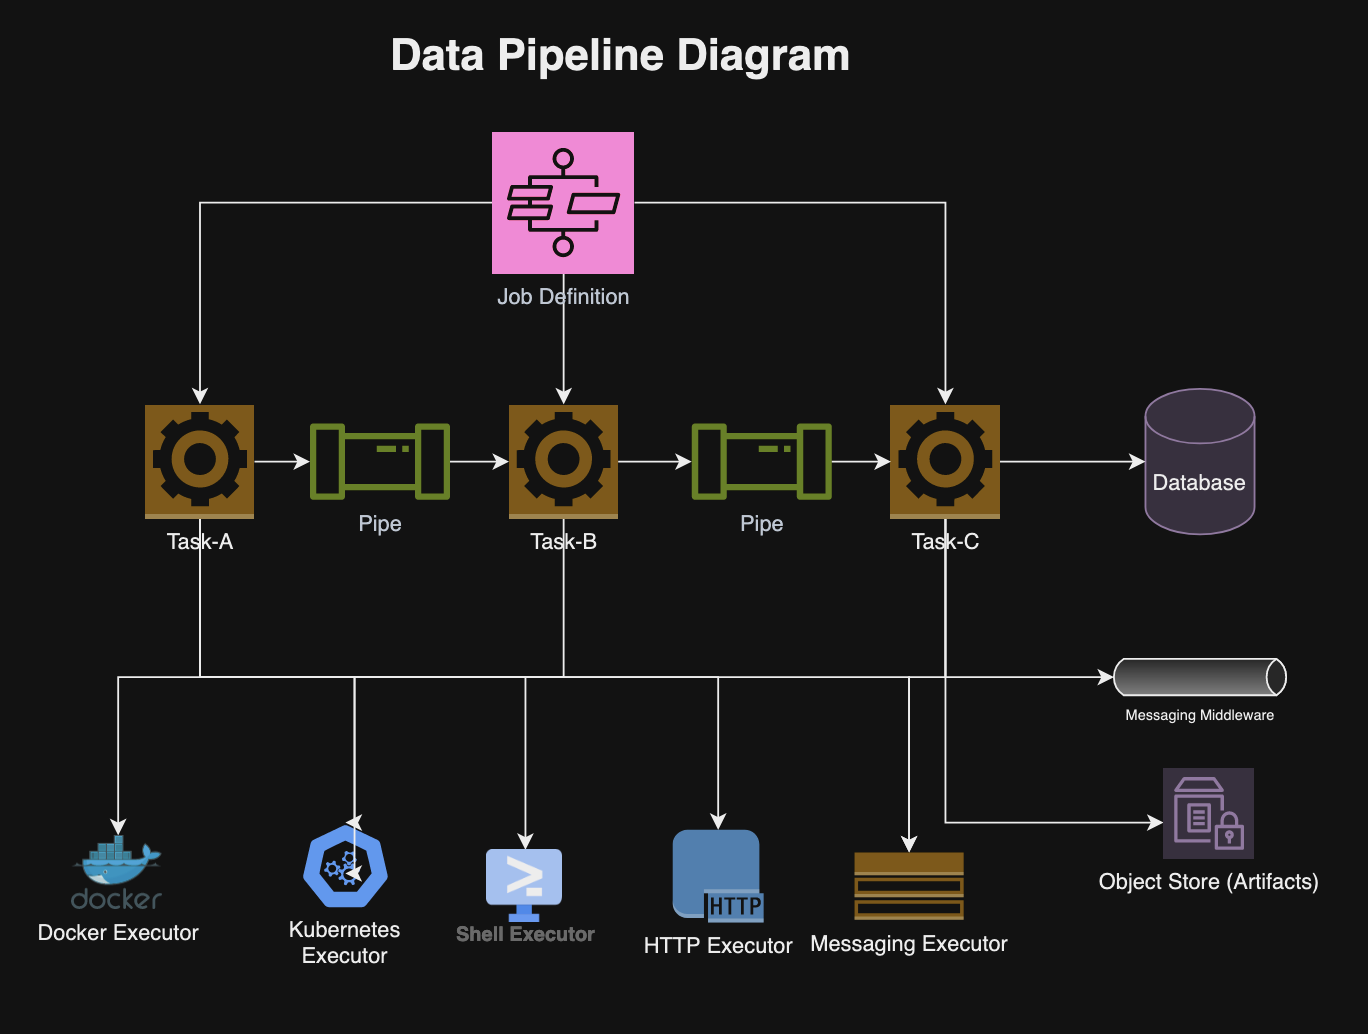 Data Pipeline Diagram
Job Definition
Pipe
Pipe
Task-A
Task-B
Task-C
Database
Messaging Middleware
Object Store (Artifacts)
docker
HTTP
Docker Executor
Kubernetes
Executor
Shell Executor
HTTP Executor
Messaging Executor